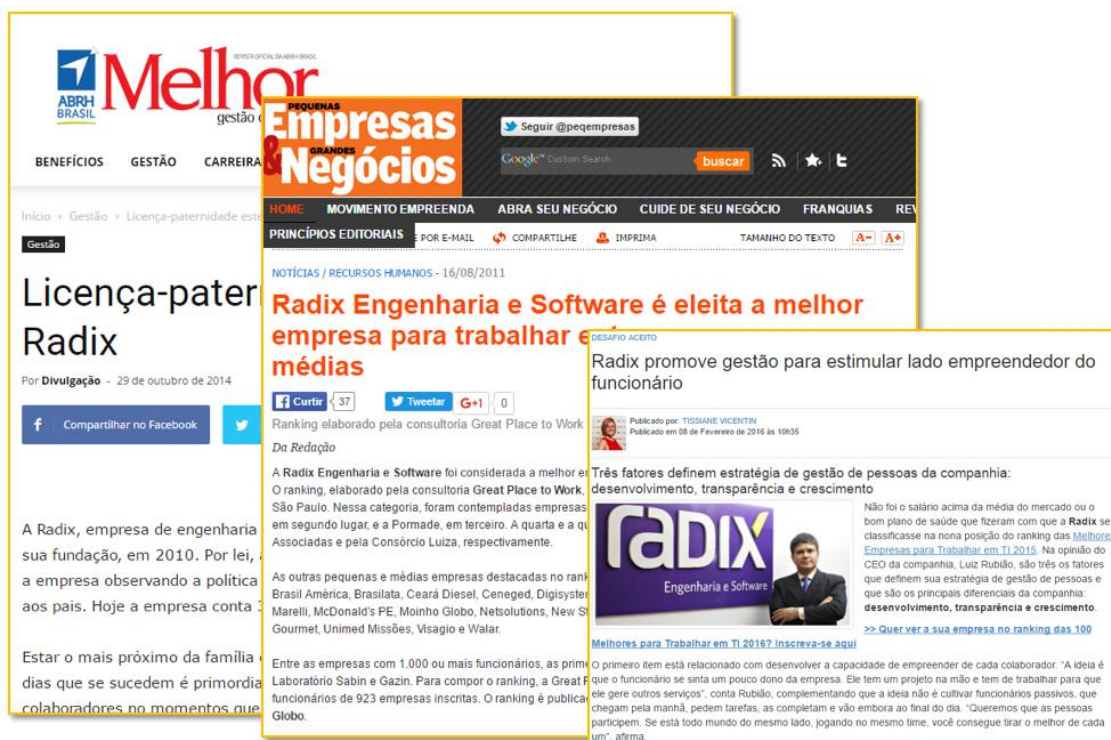 REVISTA OFICIAL DA ABRH-BRASIL
ABRH
BRASIL
Melhor
gestão
BENEFÍCIOS GESTÃO CARREIRA
Início > Gestão > Licença-paternidade
Gestão
Licença-pater
Radix
Por Divulgação - 29 de outubro de 2014
Compartilhar no Facebook
A Radix, empresa de engenharia
sua fundação, em 2010. Por lei,
a empresa observando a política
aos pais. Hoje a empresa conta
Estar o mais próximo da família
dias que se sucedem é primordia
colaboradores no momentos que
PEQUENAS
Empresas
& GRANDES
Negócios
Seguir @peqempresas
Google™ Custom Search
buscar
HOME MOVIMENTO EMPREENDA ABRA SEU NEGÓCIO CUIDE DE SEU NEGÓCIO FRANQUIAS REV
PRINCÍPIOS EDITORIAIS E POR E-MAIL COMPARTILHE IMPRIMA TAMANHO DO TEXTO A- A+
NOTÍCIAS / RECURSOS HUMANOS - 16/08/2011
Radix Engenharia e Software é eleita a melhor
empresa para trabalhar
médias
Curtir 37 Tweetar G+1 0
Ranking elaborado pela consultoria Great Place to Work
Da Redação
A Radix Engenharia e Software foi considerada a melhor
O ranking, elaborado pela consultoria Great Place to Work,
São Paulo. Nessa categoria, foram contempladas empresas
em segundo lugar, e a Pormade, em terceiro. A quarta e a
Associadas e pela Consórcio Luiza, respectivamente.
As outras pequenas e médias empresas destacadas no
Brasil América, Brasilata, Ceará Diesel, Ceneged,
Marelli, McDonald's PE, Moinho Globo, Netsolutions, New
Gourmet, Unimed Missões, Visagio e Walar.
Entre as empresas com 1.000 ou mais funcionários, as
Laboratório Sabin e Gazin. Para compor o ranking, a Great
funcionários de 923 empresas inscritas. O ranking é
Globo.
DESAFIO ACEITO
Radix promove gestão para estimular lado empreendedor do
funcionário
Publicado por: TISSIANE VICENTIN
Publicado em 08 de Fevereiro de 2016 às 10h35
Três fatores definem estratégia de gestão de pessoas da companhia:
desenvolvimento, transparência e crescimento
RADIX
Engenharia e Software
Não foi o salário acima da média do mercado ou o
bom plano de saúde que fizeram com que a Radix se
classificasse na nona posição do ranking das Melhores
Empresas para Trabalhar em TI 2015. Na opinião do
CEO da companhia, Luiz Rubião, são três os fatores
que definem sua estratégia de gestão de pessoas e
que são os principais diferenciais da companhia:
desenvolvimento, transparência e crescimento.
>> Quer ver a sua empresa no ranking das 100
Melhores para Trabalhar em TI 2016? Inscreva-se aqui
O primeiro item está relacionado com desenvolver a capacidade de empreender de cada colaborador. "A ideia é
que o funcionário se sinta um pouco dono da empresa. Ele tem um projeto na mão e tem de trabalhar para que
ele gere outros serviços", conta Rubião, complementando que a ideia não é cultivar funcionários passivos, que
chegam pela manhã, pedem tarefas, as completam e vão embora ao final do dia. "Queremos que as pessoas
participem. Se está todo mundo do mesmo lado, jogando no mesmo time, você consegue tirar o melhor de cada
um", afirma.